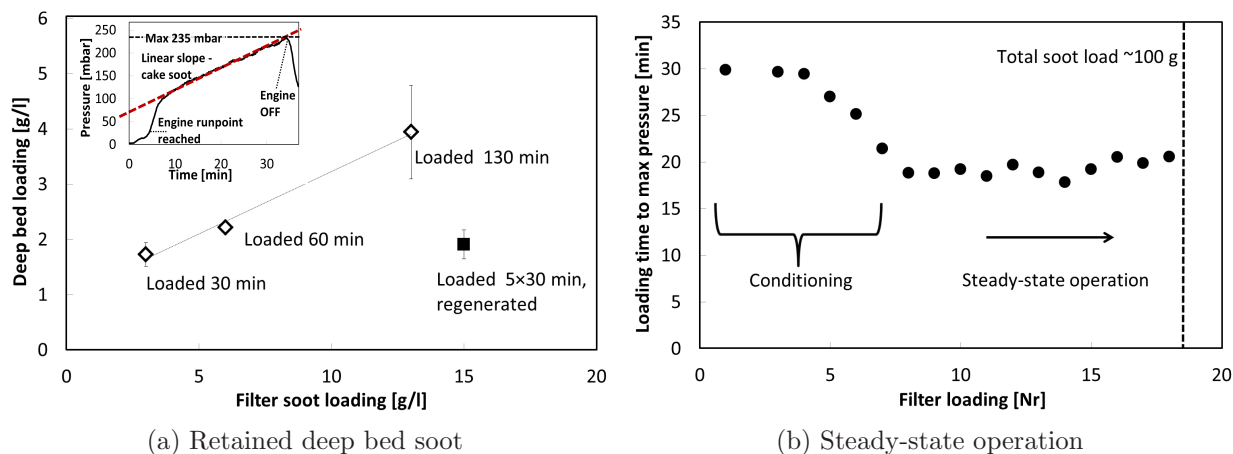 Deep bed loading [g/l]
6
5
4
3
2
1
0
0
5
10
15
20
Filter soot loading [g/l]
Pressure [mbar]
250
200
150
100
50
0
0
10
20
30
Time [min]
Max 235 mbar
Linear slope -
cake soot
Engine
OFF
Engine runpoint
reached
Loaded 130 min
Loaded 60 min
Loaded 30 min
Loaded 5×30 min,
regenerated
(a) Retained deep bed soot
Loading time to max pressure [min]
35
30
25
20
15
10
5
0
0
5
10
15
20
Filter loading [Nr]
Total soot load ~100 g
Conditioning
Steady-state operation
(b) Steady-state operation